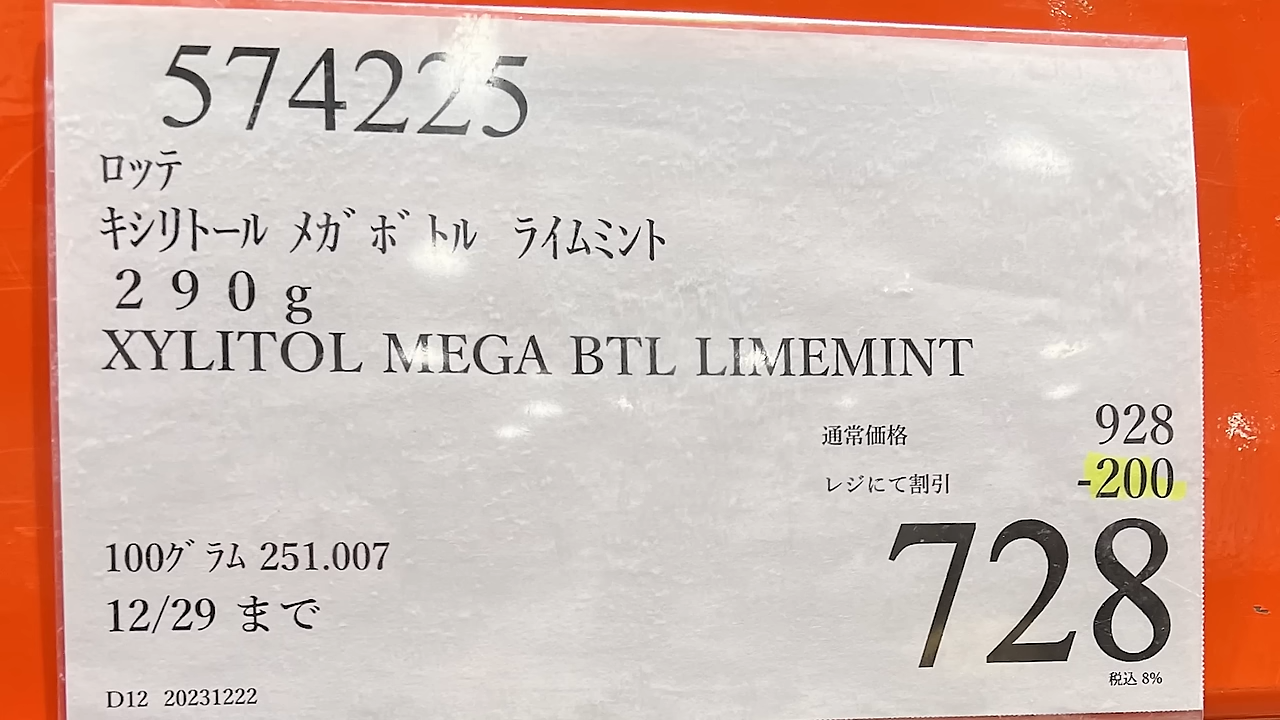 574225
ロッテ
キシリトール メガボトル ライムミント
290g
XYLITOL MEGA BTL LIMEMINT
通常価格 928
レジにて割引 -200
728
100グラム 251.007
12/29 まで
税込 8%
D12 20231222